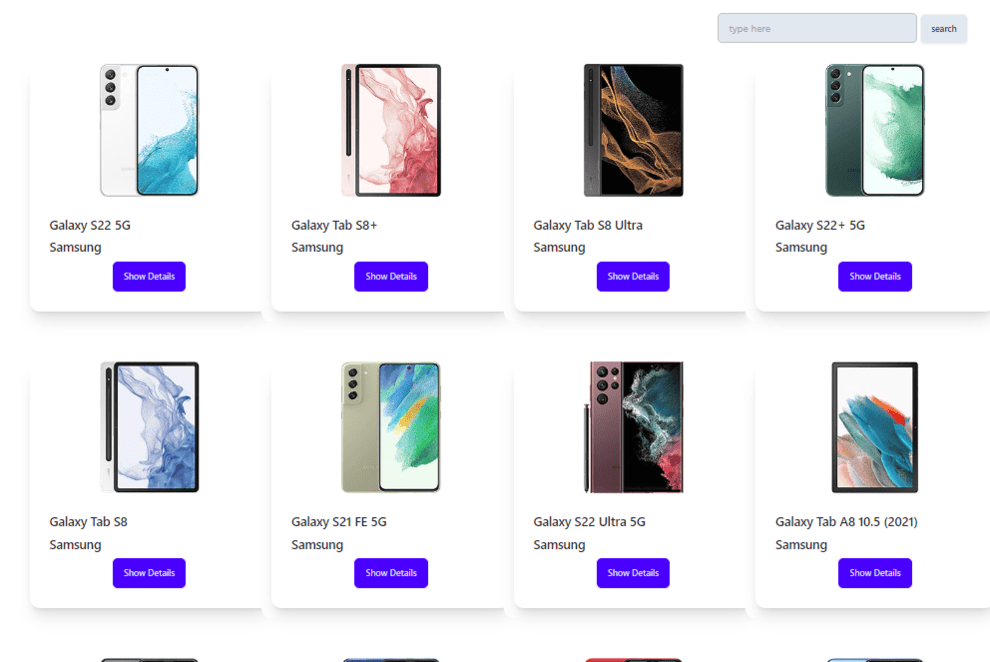 type here
search
Galaxy S22 5G
Samsung
Show Details
Galaxy Tab S8+
Samsung
Show Details
Galaxy Tab S8 Ultra
Samsung
Show Details
Galaxy S22+ 5G
Samsung
Show Details
Galaxy Tab S8
Samsung
Show Details
Galaxy S21 FE 5G
Samsung
Show Details
Galaxy S22 Ultra 5G
Samsung
Show Details
Galaxy Tab A8 10.5 (2021)
Samsung
Show Details